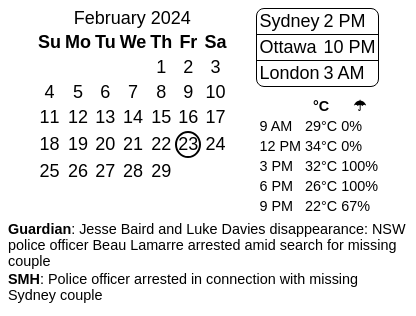 February 2024
Su Mo Tu We Th Fr Sa
1 2 3
4 5 6 7 8 9 10
11 12 13 14 15 16 17
18 19 20 21 22 23 24
25 26 27 28 29
Sydney 2 PM
Ottawa 10 PM
London 3 AM
°C ☂
9 AM 29°C 0%
12 PM 34°C 0%
3 PM 32°C 100%
6 PM 26°C 100%
9 PM 22°C 67%
Guardian: Jesse Baird and Luke Davies disappearance: NSW
police officer Beau Lamarre arrested amid search for missing
couple
SMH: Police officer arrested in connection with missing
Sydney couple